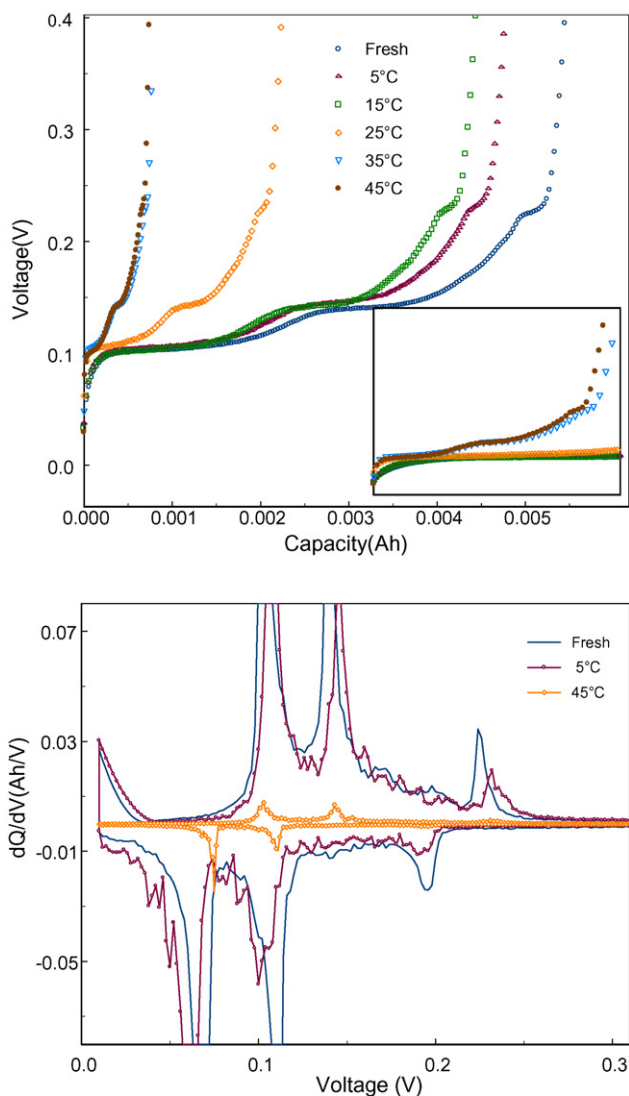 0.4
0.3
0.2
0.1
0.0
Voltage(V)
Fresh
5°C
15°C
25°C
35°C
45°C
0.000 0.001 0.002 0.003 0.004 0.005
Capacity(Ah)
0.07
0.03
-0.01
-0.05
dQ/dV(Ah/V)
Fresh
5°C
45°C
0.0 0.1 0.2 0.3
Voltage (V)